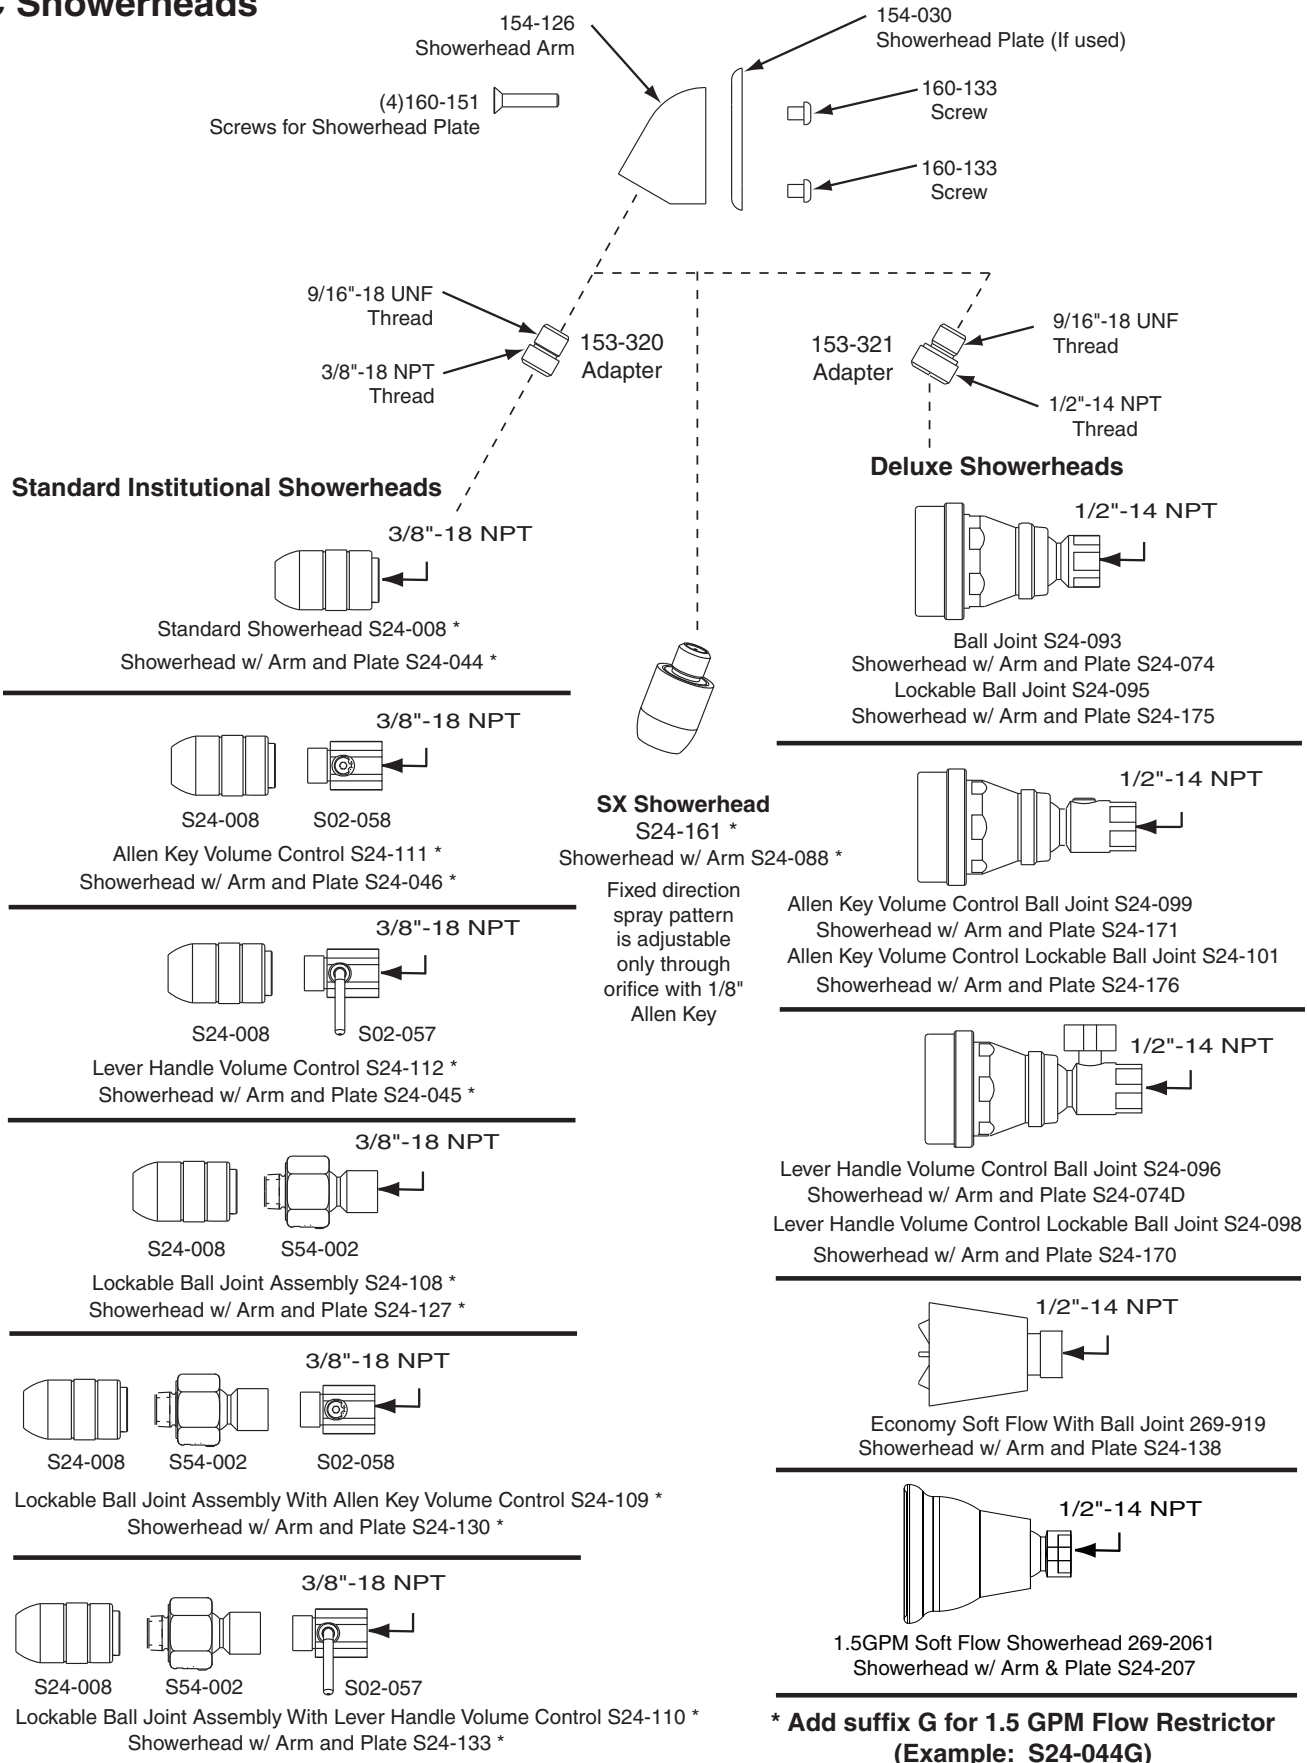 Showerheads
154-126
Showerhead Arm
154-030
Showerhead Plate (If used)
(4)160-151
Screws for Showerhead Plate
160-133
Screw
160-133
Screw
9/16"-18 UNF
Thread
3/8"-18 NPT
Thread
153-320
Adapter
153-321
Adapter
9/16"-18 UNF
Thread
1/2"-14 NPT
Thread
Standard Institutional Showerheads
3/8"-18 NPT
Standard Showerhead S24-008 *
Showerhead w/ Arm and Plate S24-044 *
3/8"-18 NPT
S24-008
S02-058
Allen Key Volume Control S24-111 *
Showerhead w/ Arm and Plate S24-046 *
3/8"-18 NPT
S24-008
S02-057
Lever Handle Volume Control S24-112 *
Showerhead w/ Arm and Plate S24-045 *
3/8"-18 NPT
S24-008
S54-002
Lockable Ball Joint Assembly S24-108 *
Showerhead w/ Arm and Plate S24-127 *
3/8"-18 NPT
S24-008
S54-002
S02-058
Lockable Ball Joint Assembly With Allen Key Volume Control S24-109 *
Showerhead w/ Arm and Plate S24-130 *
3/8"-18 NPT
S24-008
S54-002
S02-057
Lockable Ball Joint Assembly With Lever Handle Volume Control S24-110 *
Showerhead w/ Arm and Plate S24-133 *
SX Showerhead
S24-161 *
Showerhead w/ Arm S24-088 *
Fixed direction
spray pattern
is adjustable
only through
orifice with 1/8"
Allen Key
Deluxe Showerheads
1/2"-14 NPT
Ball Joint S24-093
Showerhead w/ Arm and Plate S24-074
Lockable Ball Joint S24-095
Showerhead w/ Arm and Plate S24-175
1/2"-14 NPT
Allen Key Volume Control Ball Joint S24-099
Showerhead w/ Arm and Plate S24-171
Allen Key Volume Control Lockable Ball Joint S24-101
Showerhead w/ Arm and Plate S24-176
1/2"-14 NPT
Lever Handle Volume Control Ball Joint S24-096
Showerhead w/ Arm and Plate S24-074D
Lever Handle Volume Control Lockable Ball Joint S24-098
Showerhead w/ Arm and Plate S24-170
1/2"-14 NPT
Economy Soft Flow With Ball Joint 269-919
Showerhead w/ Arm and Plate S24-138
1/2"-14 NPT
1.5GPM Soft Flow Showerhead 269-2061
Showerhead w/ Arm & Plate S24-207
* Add suffix G for 1.5 GPM Flow Restrictor
(Example: S24-044G)